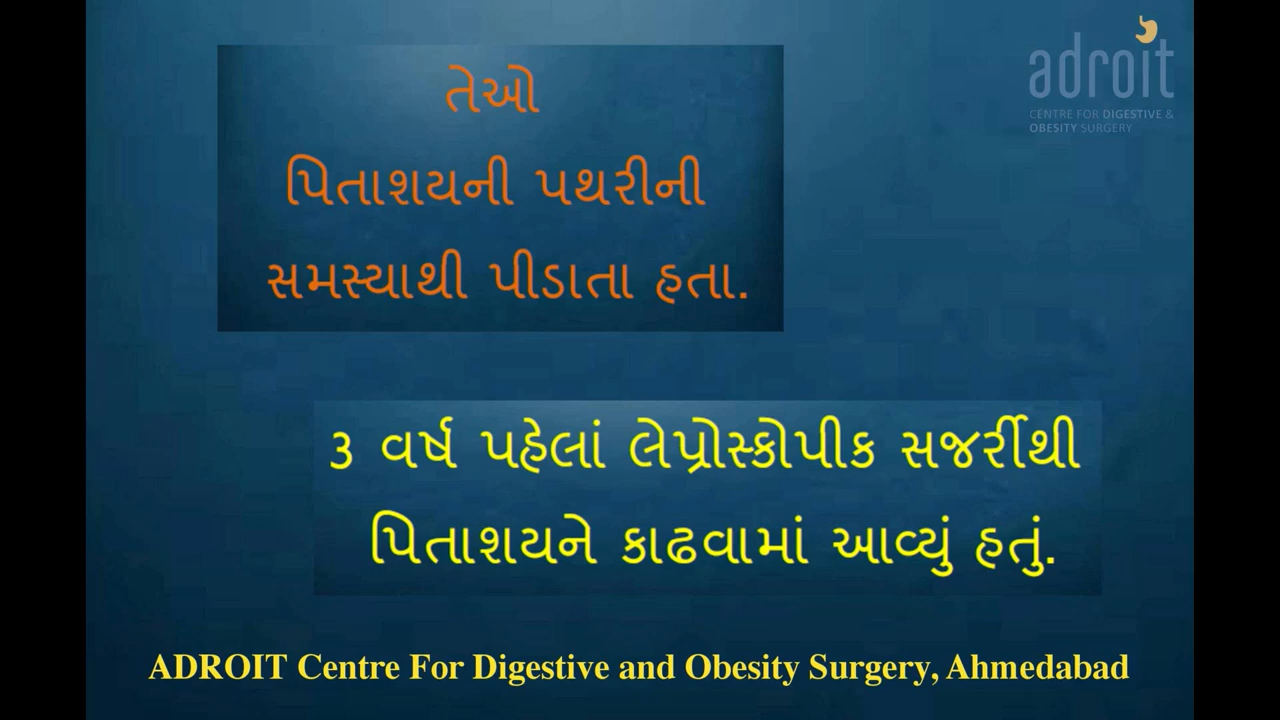 adroit
CENTRE FOR DIGESTIVE &
OBESITY SURGERY
તેઓ
પિતાશયની પથરીની
સમસ્યાથી પીડાતા હતા.
૩ વર્ષ પહેલાં લેપ્રોસ્કોપીક સર્જરીથી
પિતાશયને કાઢવામાં આવ્યું હતું.
ADROIT Centre For Digestive and Obesity Surgery, Ahmedabad